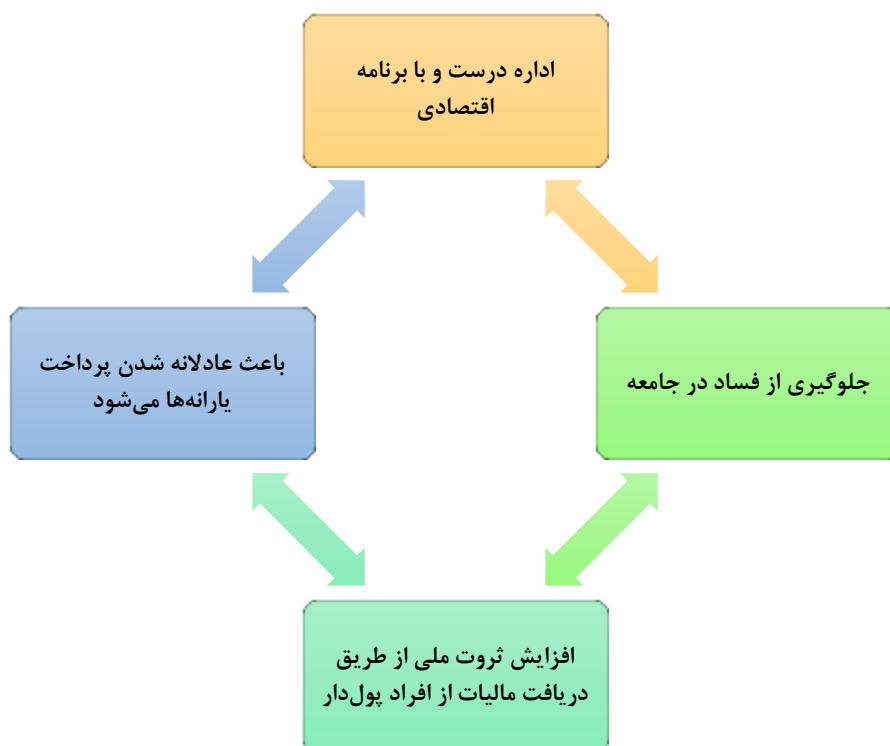 اداره درست و با برنامه
اقتصادی
جلوگیری از فساد در جامعه
باعث عادلانه شدن پرداخت
یارانه‌ها می‌شود
افزایش ثروت ملی از طریق
دریافت مالیات از افراد پول‌دار